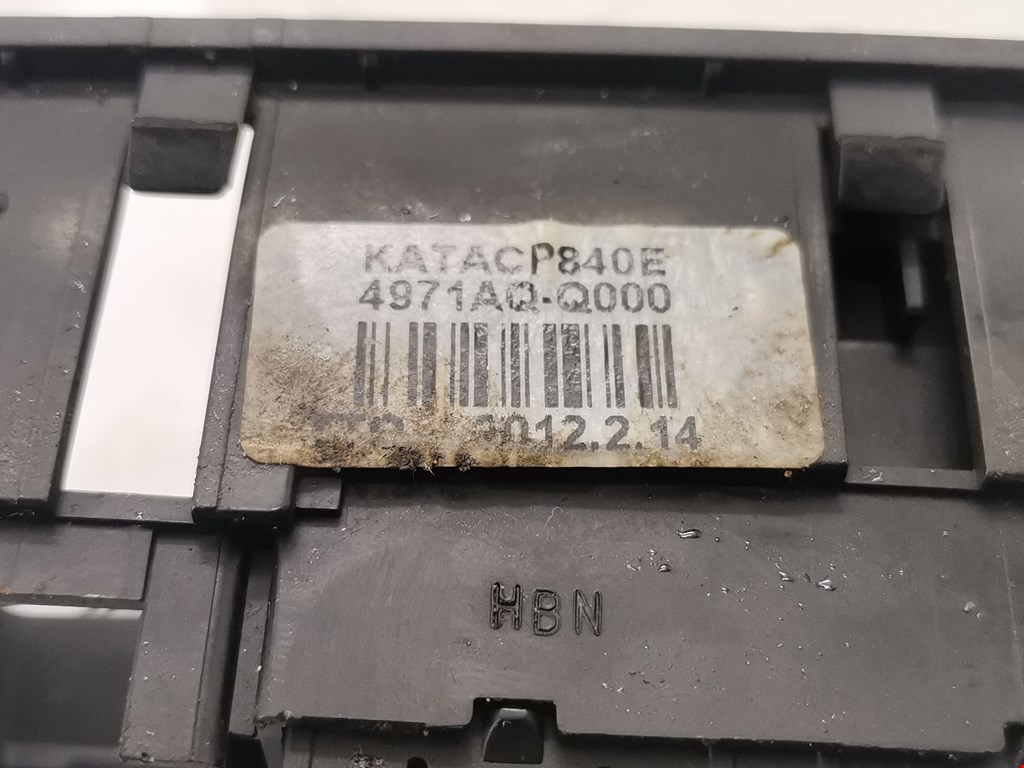 KATACP840E
4971AQ-Q000
2012.2.14
HBN